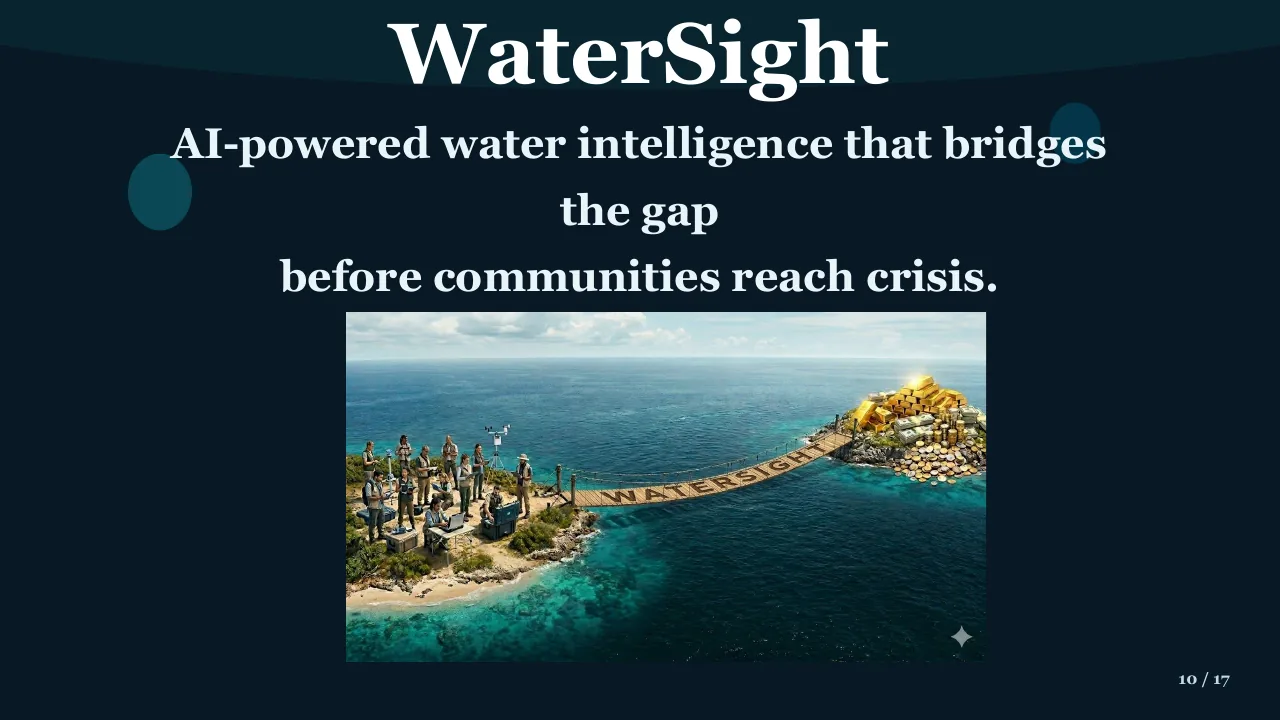 WaterSight
AI-powered water intelligence that bridges
the gap
before communities reach crisis.
WATERSIGHT
10 / 17